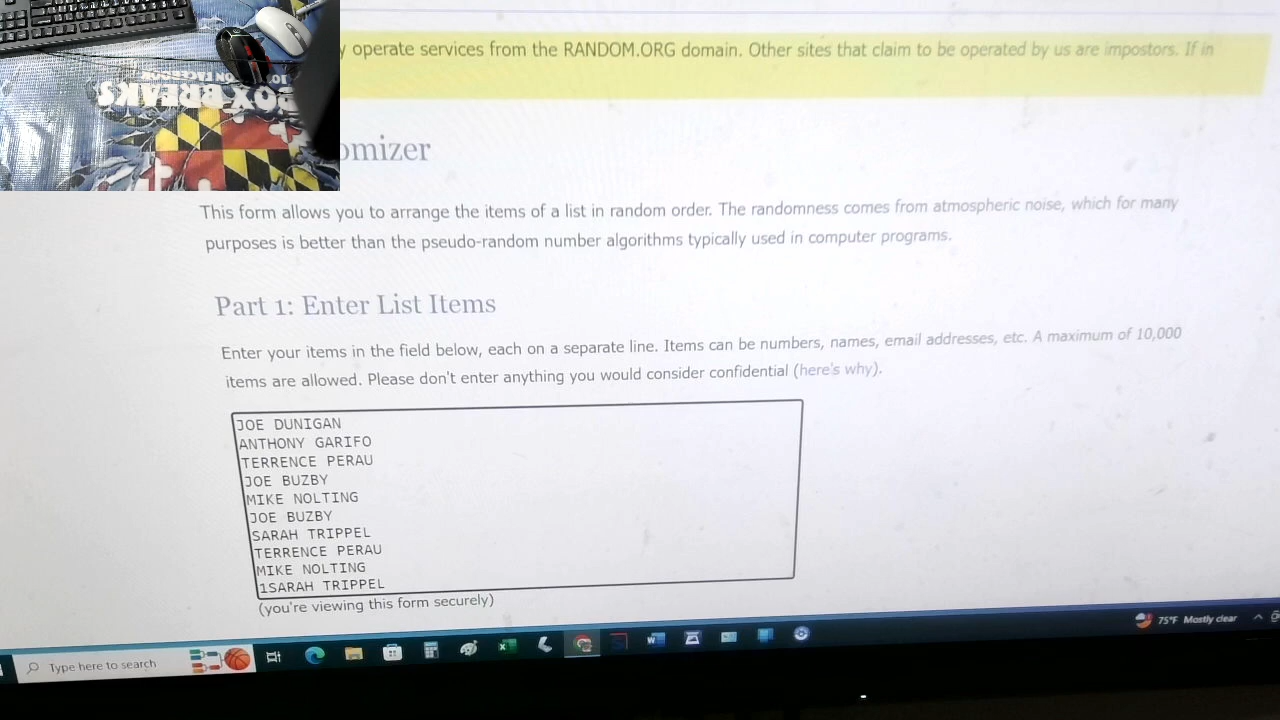 y operate services from the RANDOM.ORG domain. Other sites that claim to be operated by us are impostors. If in
omizer
This form allows you to arrange the items of a list in random order. The randomness comes from atmospheric noise, which for many
purposes is better than the pseudo-random number algorithms typically used in computer programs.
Part 1: Enter List Items
Enter your items in the field below, each on a separate line. Items can be numbers, names, email addresses, etc. A maximum of 10,000
items are allowed. Please don't enter anything you would consider confidential (here's why).
JOE DUNIGAN
ANTHONY GARIFO
TERRENCE PERAU
JOE BUZBY
MIKE NOLTING
JOE BUZBY
SARAH TRIPPEL
TERRENCE PERAU
MIKE NOLTING
1SARAH TRIPPEL
(you're viewing this form securely)
Type here to search
75°F Mostly clear
BOX BREAKS
ON FACEBOOK